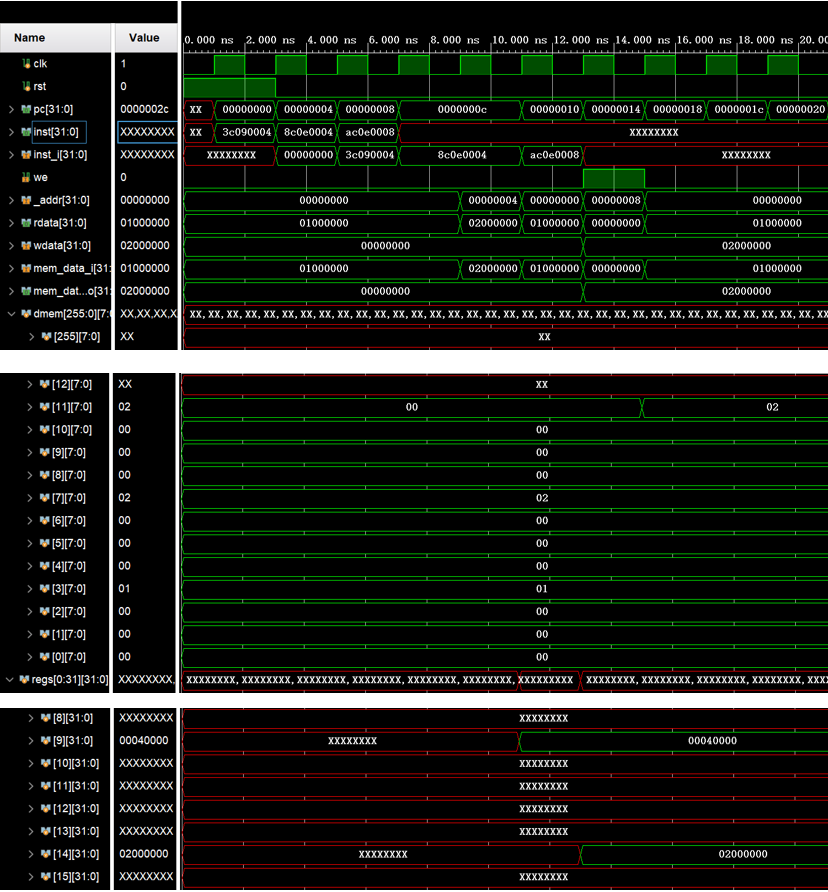 Name Value 0.000 ns 2.000 ns 4.000 ns 6.000 ns 8.000 ns 10.000 ns 12.000 ns 14.000 ns 16.000 ns 18.000 ns 20.00
clk 1
rst 0
pc[31:0] 0000002c XX 00000000 00000004 00000008 0000000c 00000010 00000014 00000018 0000001c 00000020
inst[31:0] XXXXXXXX XX 3c090004 8c0e0004 ac0e0008 XXXXXXXX
inst_i[31:0] XXXXXXXX XXXXXXXX 00000000 3c090004 8c0e0004 ac0e0008 XXXXXXXX
we 0
_addr[31:0] 00000000 00000000 00000004 00000000 00000008 00000000
rdata[31:0] 01000000 01000000 02000000 01000000 00000000 01000000
wdata[31:0] 02000000 00000000 02000000
mem_data_i[31: 01000000 01000000 02000000 01000000 00000000 01000000
mem_dat...o[31: 02000000 00000000 02000000
dmem[255:0][7:0 XX,XX,XX,X XX,XX,XX,XX,XX,XX,XX,XX,XX,XX,XX,XX,XX,XX,XX,XX,XX,XX,XX,XX,XX,XX,XX,XX,XX,XX,XX,XX,XX,XX,XX,XX,XX,XX,XX
[255][7:0] XX XX
[12][7:0] XX XX
[11][7:0] 02 00 02
[10][7:0] 00 00
[9][7:0] 00 00
[8][7:0] 00 00
[7][7:0] 02 02
[6][7:0] 00 00
[5][7:0] 00 00
[4][7:0] 00 00
[3][7:0] 01 01
[2][7:0] 00 00
[1][7:0] 00 00
[0][7:0] 00 00
regs[0:31][31:0] XXXXXXXX, XXXXXXXX,XXXXXXXX,XXXXXXXX,XXXXXXXX,XXXXXXXX,XXXXXXXX, XXXXXXXX XXXXXXXX,XXXXXXXX,XXXXXXXX,XXXXXXXX,XXXX
[8][31:0] XXXXXXXX XXXXXXXX
[9][31:0] 00040000 XXXXXXXX 00040000
[10][31:0] XXXXXXXX XXXXXXXX
[11][31:0] XXXXXXXX XXXXXXXX
[12][31:0] XXXXXXXX XXXXXXXX
[13][31:0] XXXXXXXX XXXXXXXX
[14][31:0] 02000000 XXXXXXXX 02000000
[15][31:0] XXXXXXXX XXXXXXXX